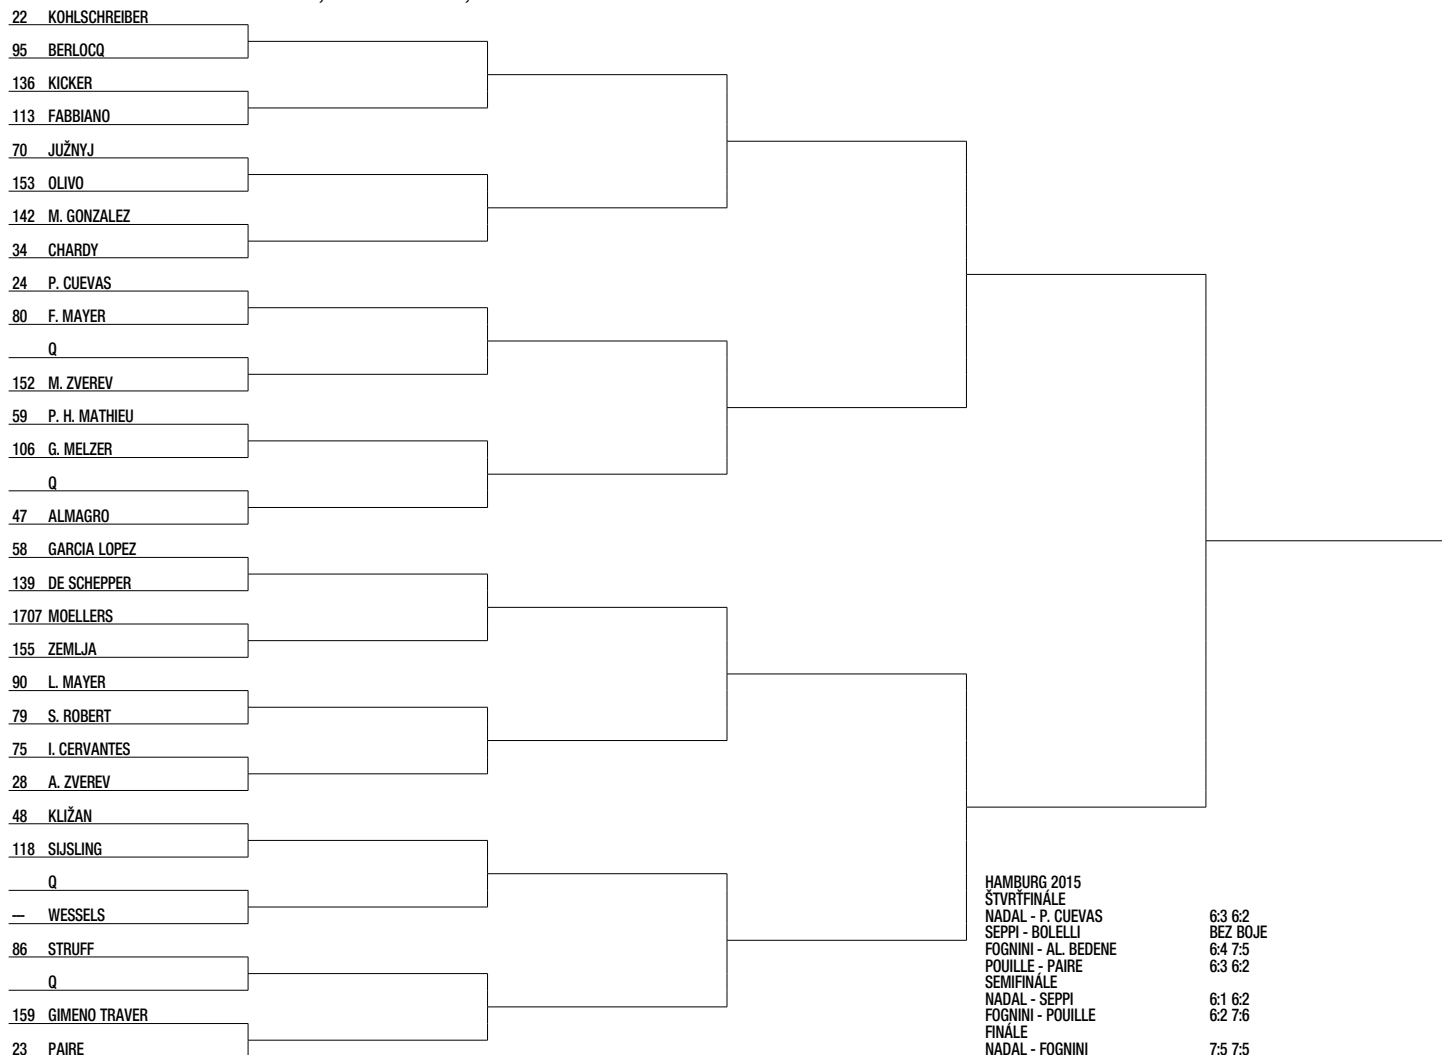 22 KOHLSCHREIBER
95 BERLOCQ
136 KICKER
113 FABBIANO
70 JUŽNYJ
153 OLIVO
142 M. GONZALEZ
34 CHARDY
24 P. CUEVAS
80 F. MAYER
Q
152 M. ZVEREV
59 P. H. MATHIEU
106 G. MELZER
Q
47 ALMAGRO
58 GARCIA LOPEZ
139 DE SCHEPPER
1707 MOELLERS
155 ZEMLJA
90 L. MAYER
79 S. ROBERT
75 I. CERVANTES
28 A. ZVEREV
48 KLIŽAN
118 SIJSLING
Q
— WESSELS
86 STRUFF
Q
159 GIMENO TRAVER
23 PAIRE
HAMBURG 2015
ŠTVRŤFINÁLE
NADAL - P. CUEVAS 6:3 6:2
SEPPI - BOLELLI BEZ BOJE
FOGNINI - AL. BEDENE 6:4 7:5
POUILLE - PAIRE 6:3 6:2
SEMIFINÁLE
NADAL - SEPPI 6:1 6:2
FOGNINI - POUILLE 6:2 7:6
FINÁLE
NADAL - FOGNINI 7:5 7:5